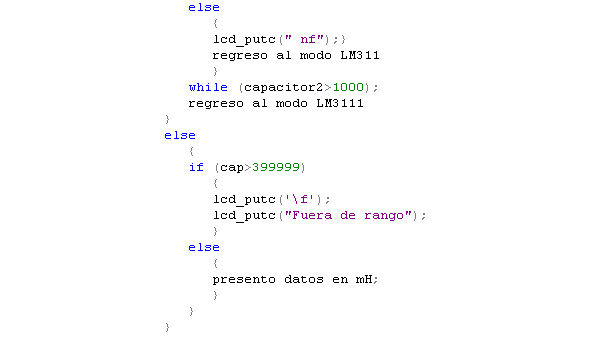 else
{
lcd_putc(" nf");}
regreso al modo LM311
}
while (capacitor2>1000);
regreso al modo LM3111
}
else
{
if (cap>399999)
{
lcd_putc('\f');
lcd_putc("Fuera de rango");
}
else
{
presento datos en mH;
}
}
}